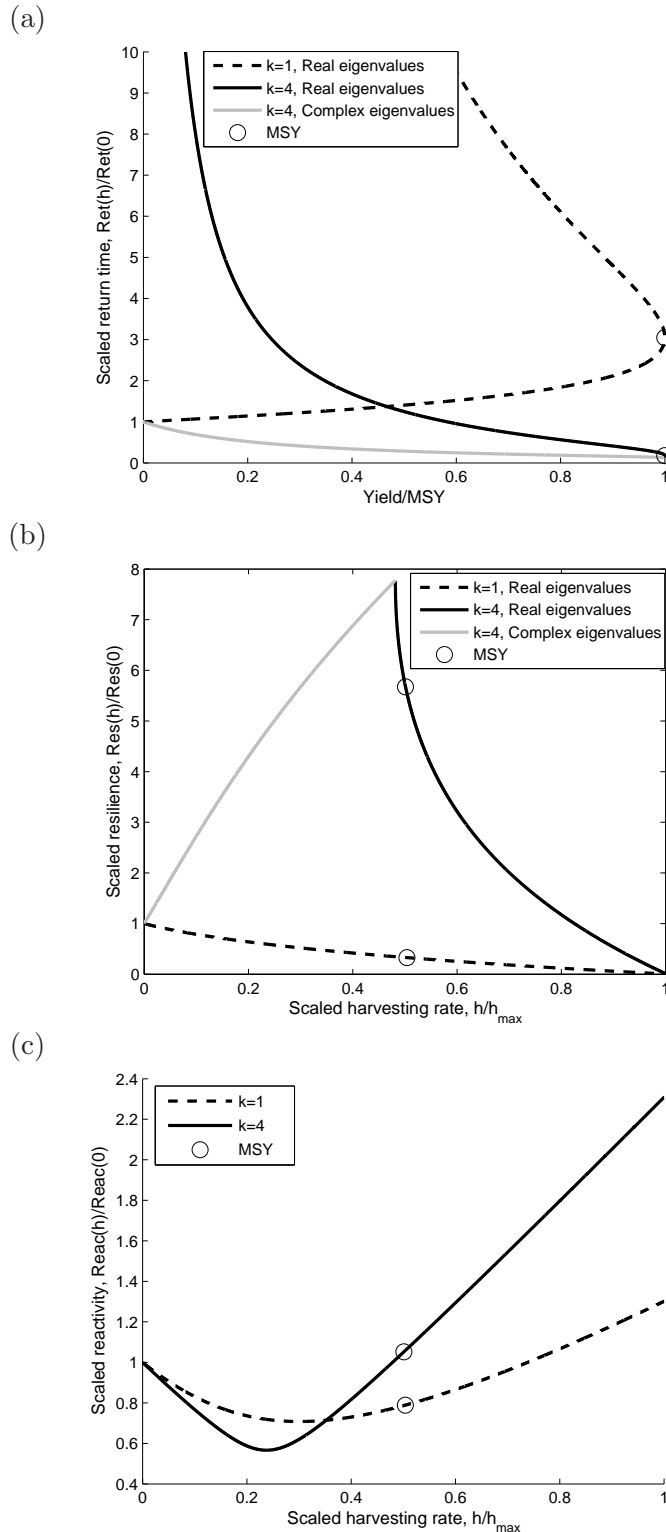 (a)
10
9
8
7
6
5
4
3
2
1
0
Scaled return time, Ret(h)/Ret(0)
k=1, Real eigenvalues
k=4, Real eigenvalues
k=4, Complex eigenvalues
MSY
0 0.2 0.4 0.6 0.8 1
Yield/MSY
(b)
8
7
6
5
4
3
2
1
0
Scaled resilience, Res(h)/Res(0)
k=1, Real eigenvalues
k=4, Real eigenvalues
k=4, Complex eigenvalues
MSY
0 0.2 0.4 0.6 0.8 1
Scaled harvesting rate, h/hmax
(c)
2.4
2.2
2
1.8
1.6
1.4
1.2
1
0.8
0.6
0.4
Scaled reactivity, Reac(h)/Reac(0)
k=1
k=4
MSY
0 0.2 0.4 0.6 0.8 1
Scaled harvesting rate, h/hmax